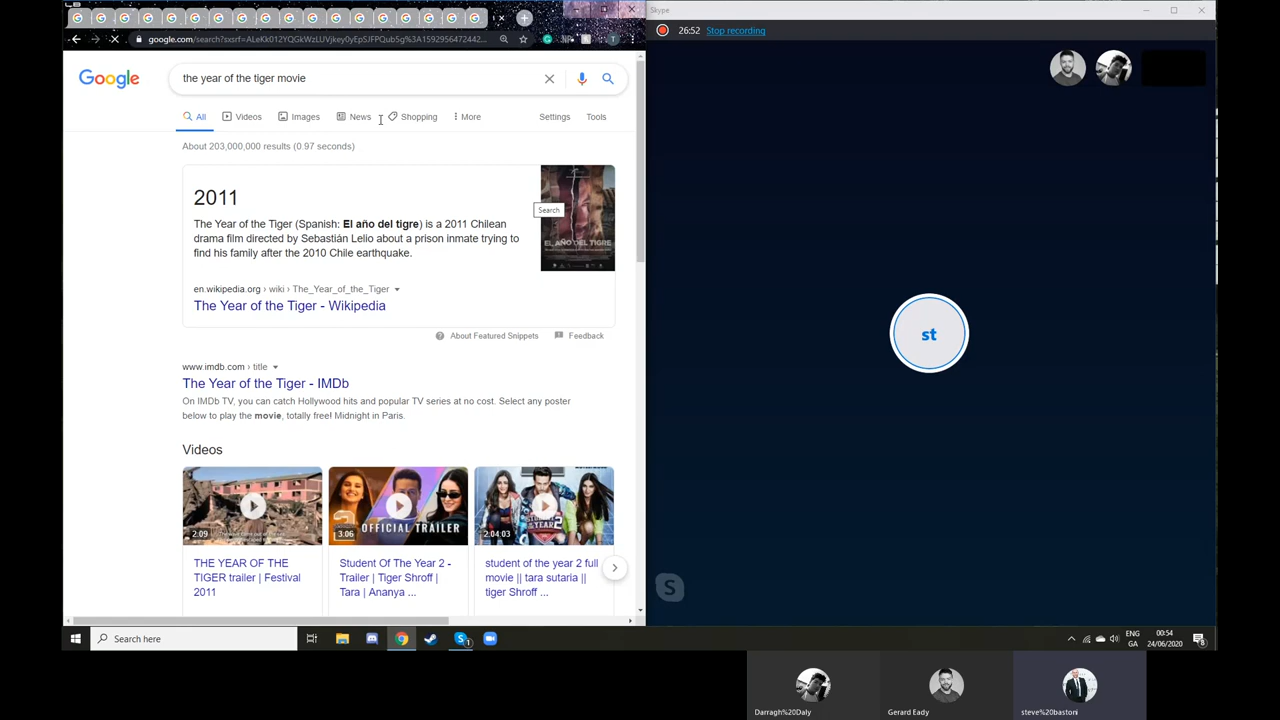 google.com/search?sxsrf=ALeKk012YQGkWzLUVjkey0yEpSJFPQub5g%3A1592956472442...
Google
the year of the tiger movie
All
Videos
Images
News
Shopping
More
Settings
Tools
About 203,000,000 results (0.97 seconds)
2011
The Year of the Tiger (Spanish: El año del tigre) is a 2011 Chilean
drama film directed by Sebastián Lelio about a prison inmate trying to
find his family after the 2010 Chile earthquake.
Search
EL AÑO DEL TIGRE
en.wikipedia.org › wiki › The_Year_of_the_Tiger
The Year of the Tiger - Wikipedia
About Featured Snippets
Feedback
www.imdb.com › title
The Year of the Tiger - IMDb
On IMDb TV, you can catch Hollywood hits and popular TV series at no cost. Select any poster
below to play the movie, totally free! Midnight in Paris.
Videos
2:09
OFFICIAL TRAILER
3:06
2:04:03
THE YEAR OF THE
TIGER trailer | Festival
2011
Student Of The Year 2 -
Trailer | Tiger Shroff |
Tara | Ananya ...
student of the year 2 full
movie || tara sutaria ||
tiger Shroff ...
Skype
26:52
Stop recording
st
Search here
ENG
GA
00:54
24/06/2020
Darragh%20Daly
Gerard Eady
steve%20bastoni